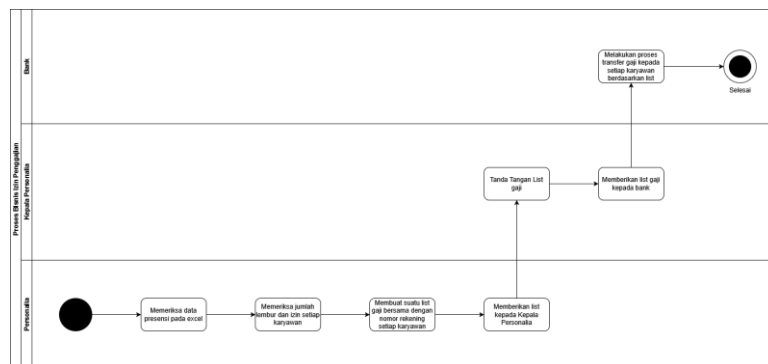 Proses Bisnis Izin Penggajian
Bank
Melakukan proses
transfer gaji kepada
setiap karyawan
berdasarkan list
Selesai
Kepala Personalia
Tanda Tangan List
gaji
Memberikan list gaji
kepada bank
Personalia
Memeriksa data
presensi pada excel
Memeriksa jumlah
lembur dan izin setiap
karyawan
Membuat suatu list
gaji bersama dengan
nomor rekening
setiap karyawan
Memberikan list
kepada Kepala
Personalia